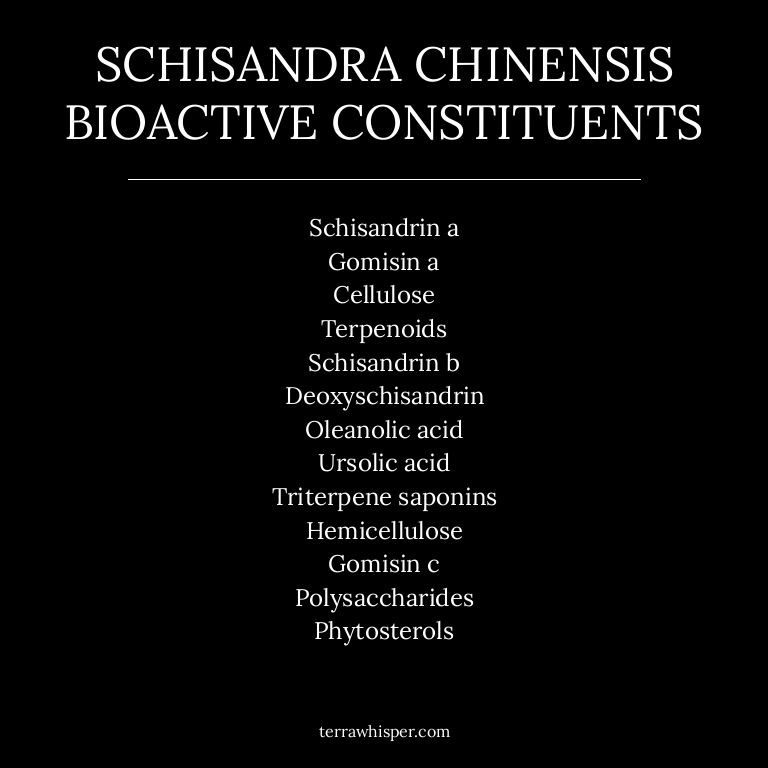 SCHISANDRA CHINENSIS
BIOACTIVE CONSTITUENTS
Schisandrin a
Gomisin a
Cellulose
Terpenoids
Schisandrin b
Deoxyschisandrin
Oleanolic acid
Ursolic acid
Triterpene saponins
Hemicellulose
Gomisin c
Polysaccharides
Phytosterols
terrawhisper.com